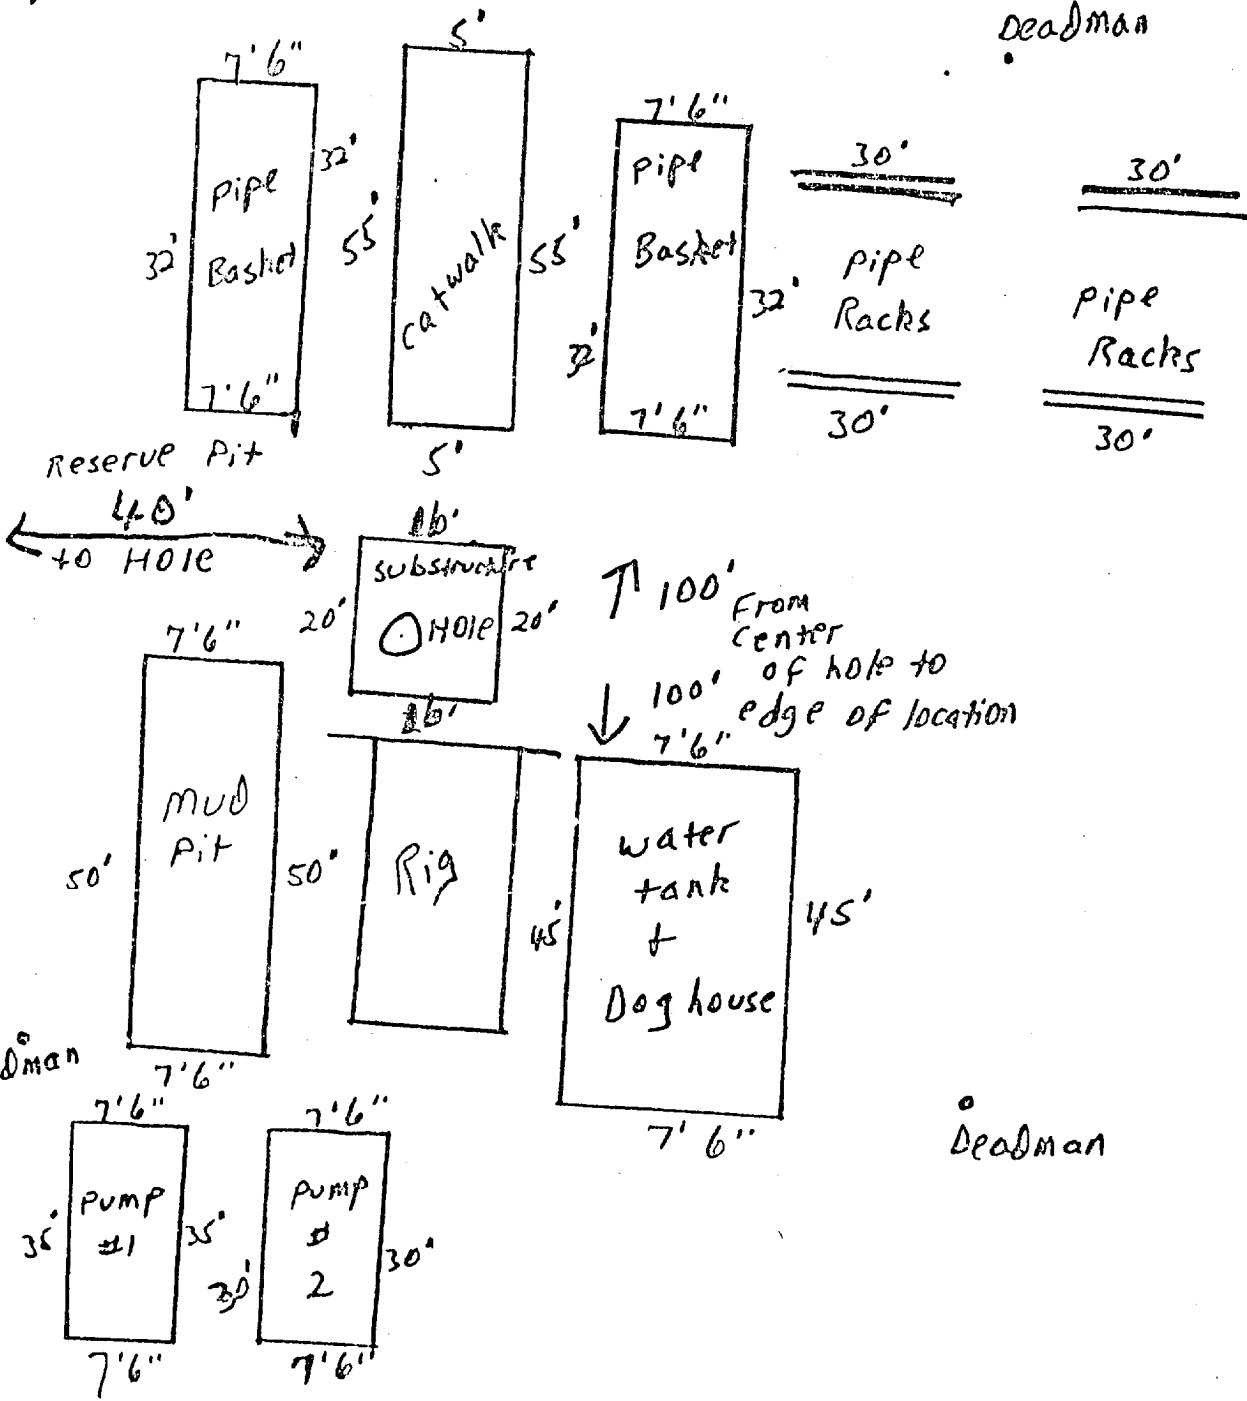 Deadman
7'6"
5'
7'6"
30'
30'
32'
Pipe
Basket
32'
55'
catwalk
55'
Pipe
Basket
32'
32'
Pipe
Racks
Pipe
Racks
7'6"
5'
7'6"
30'
30'
Reserve Pit
40'
to HOLE
16'
substructure
20'
HOLE
20'
16'
100' From
center
of hole to
100' edge of location
7'6"
Mud
Pit
50'
50'
7'6"
Rig
7'6"
water
tank
+
Dog house
45'
45'
7'6"
dman
Deadman
7'6"
Pump
#1
35'
35'
7'6"
7'6"
Pump
#
2
30'
30'
7'6"